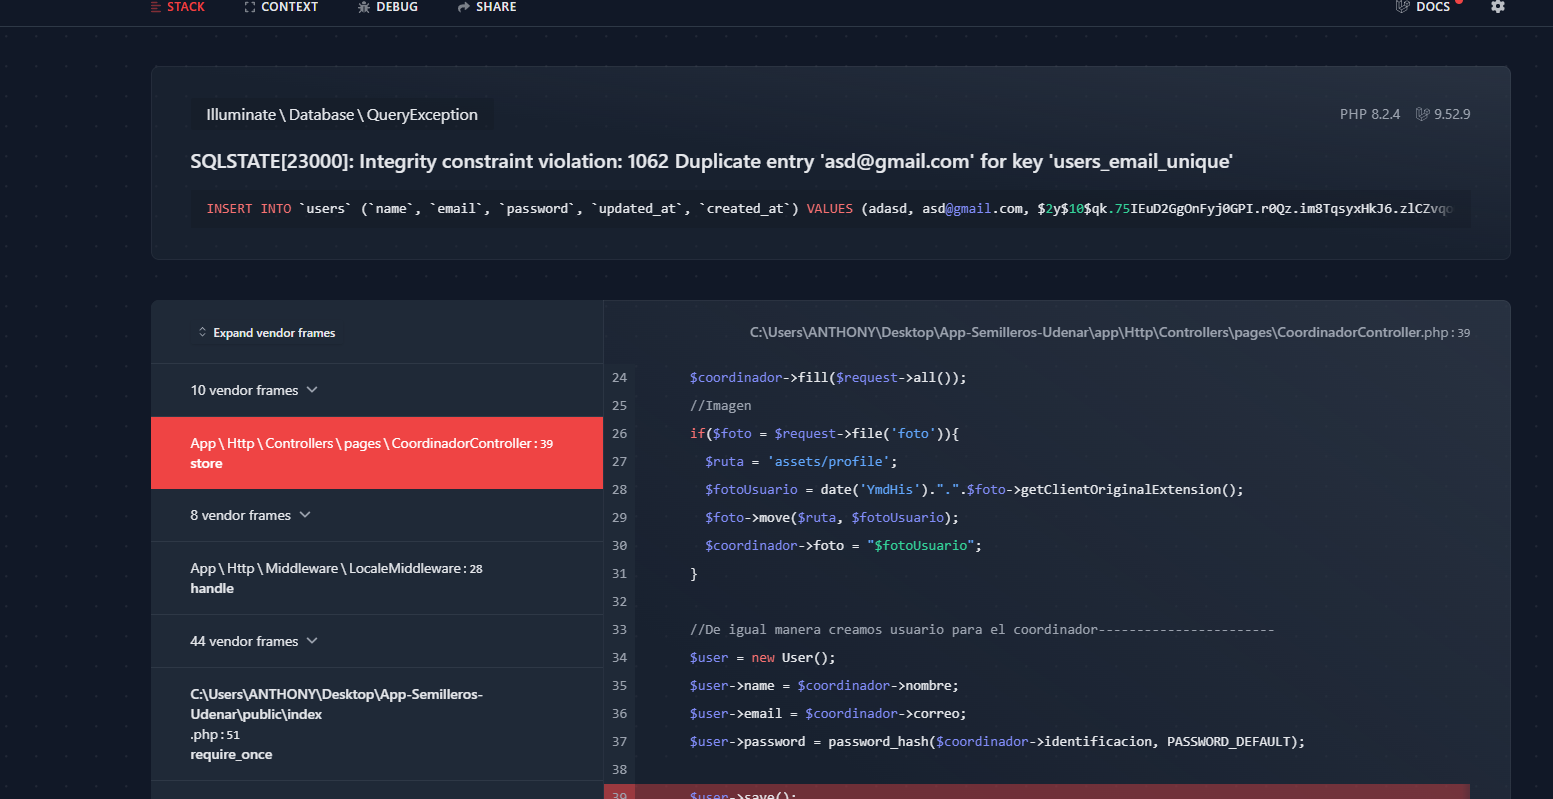 STACK CONTEXT DEBUG SHARE DOCS
Illuminate \ Database \ QueryException PHP 8.2.4 9.52.9
SQLSTATE[23000]: Integrity constraint violation: 1062 Duplicate entry 'asd@gmail.com' for key 'users_email_unique'
INSERT INTO `users` (`name`, `email`, `password`, `updated_at`, `created_at`) VALUES (adasd, asd@gmail.com, $2y$10$qk.75IEuD2GgOnFyj0GPI.r0Qz.im8TqsyxHkJ6.zlCZvqo
Expand vendor frames
10 vendor frames
App \ Http \ Controllers \ pages \ CoordinadorController : 39
store
8 vendor frames
App \ Http \ Middleware \ LocaleMiddleware : 28
handle
44 vendor frames
C:\Users\ANTHONY\Desktop\App-Semilleros-
Udenar\public\index
.php : 51
require_once
C:\Users\ANTHONY\Desktop\App-Semilleros-Udenar\app\Http\Controllers\pages\CoordinadorController.php : 39
24 $coordinador->fill($request->all());
25 //Imagen
26 if($foto = $request->file('foto')){
27 $ruta = 'assets/profile';
28 $fotoUsuario = date('YmdHis').".".$foto->getClientOriginalExtension();
29 $foto->move($ruta, $fotoUsuario);
30 $coordinador->foto = "$fotoUsuario";
31 }
32
33 //De igual manera creamos usuario para el coordinador-----------------------
34 $user = new User();
35 $user->name = $coordinador->nombre;
36 $user->email = $coordinador->correo;
37 $user->password = password_hash($coordinador->identificacion, PASSWORD_DEFAULT);
38
39 $user->save();